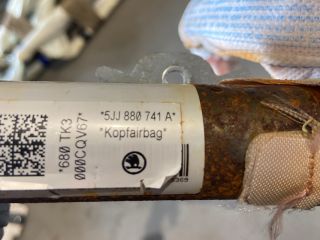 *5JJ 880 741 A*
"Kopfairbag"
*680 TK3
000CQV67*